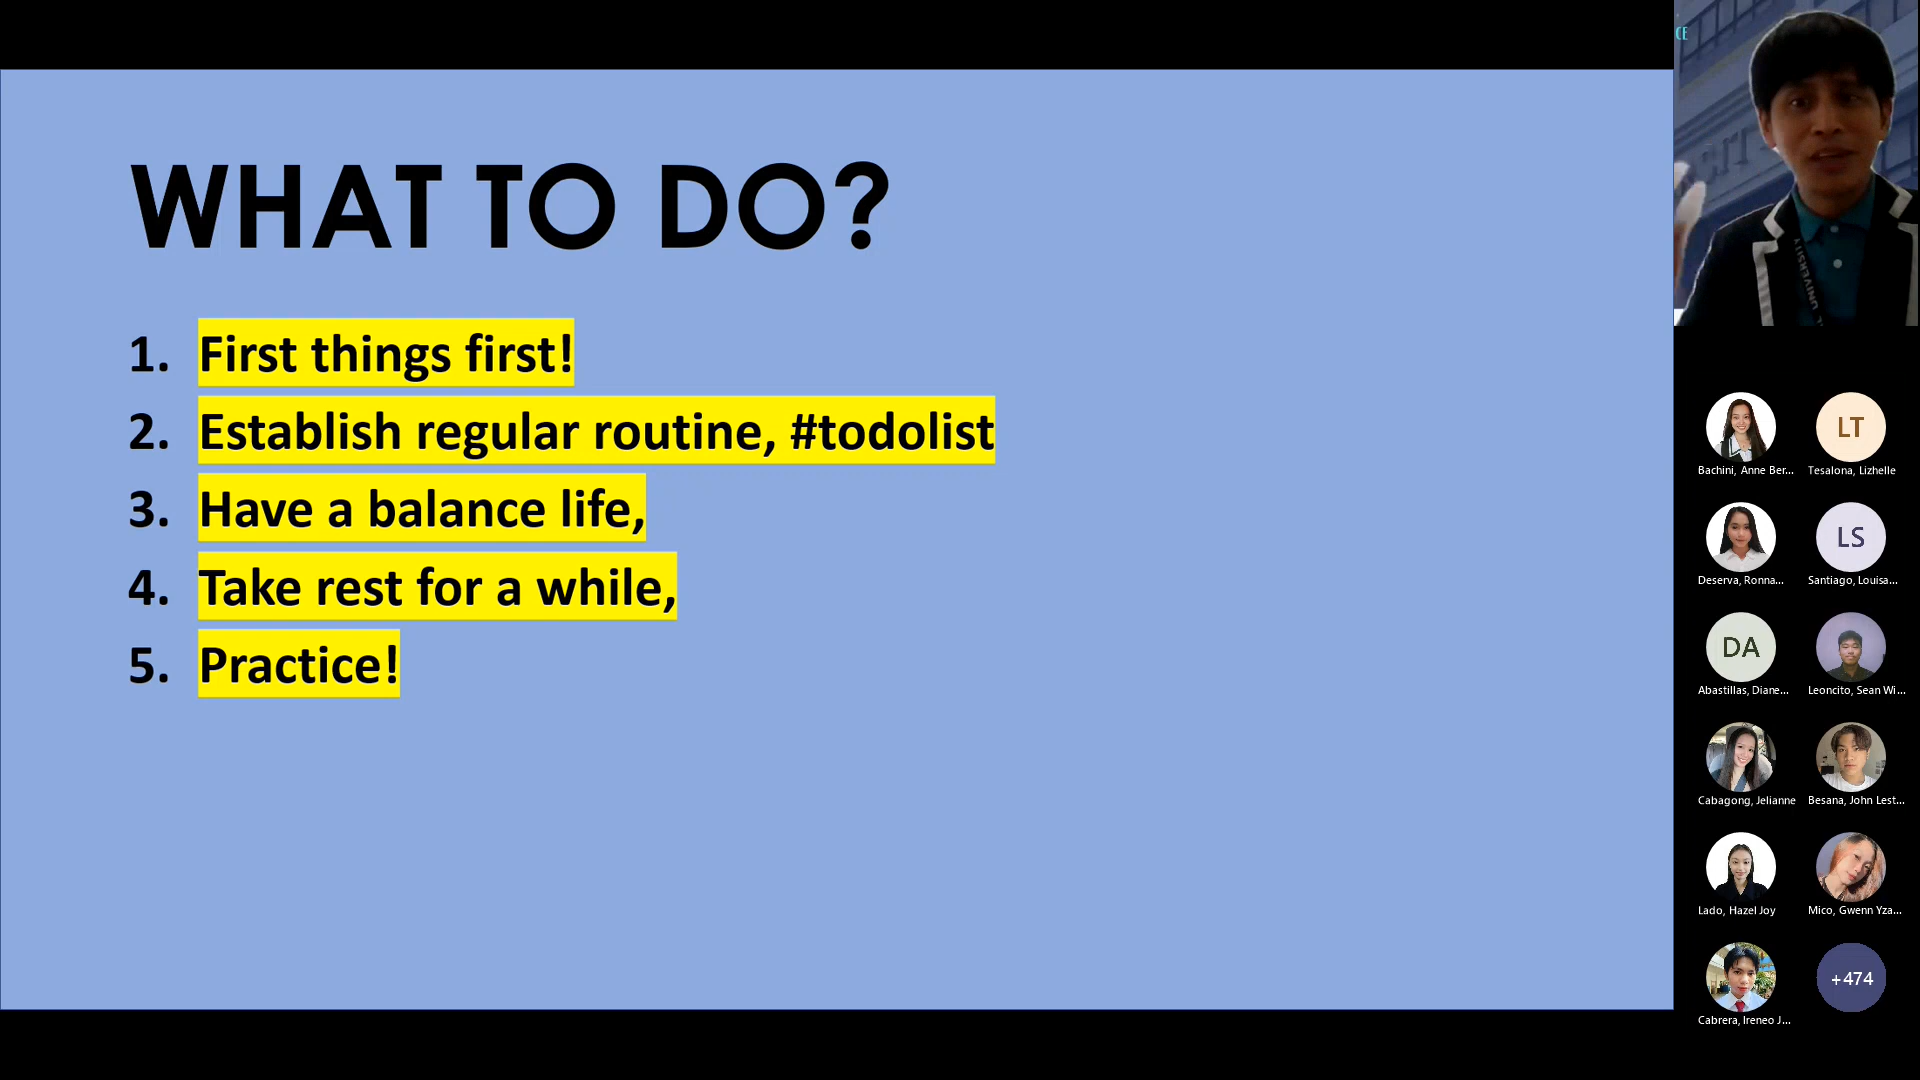 WHAT TO DO?
1. First things first!
2. Establish regular routine, #todolist
3. Have a balance life,
4. Take rest for a while,
5. Practice!
CE
UNIVERSITY
Bachini, Anne Ber...
LT
Tesalona, Lizhelle
Deserva, Ronna...
LS
Santiago, Louisa...
DA
Abastillas, Diane...
Leoncito, Sean Wi...
Cabagong, Jelianne
Besana, John Lest...
Lado, Hazel Joy
Mico, Gwenn Yza...
Cabrera, Ireneo J...
+474